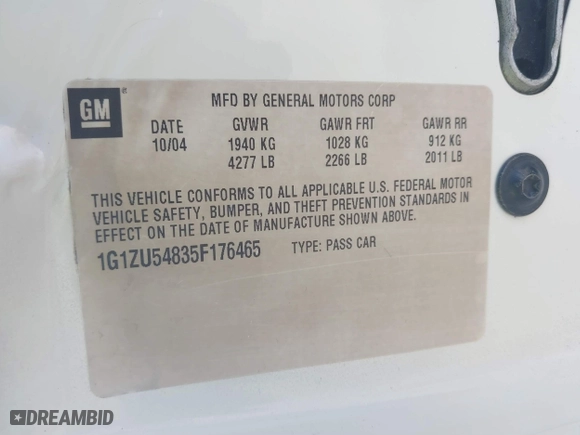 GM
MFD BY GENERAL MOTORS CORP
DATE GVWR GAWR FRT GAWR RR
10/04 1940 KG 1028 KG 912 KG
4277 LB 2266 LB 2011 LB
THIS VEHICLE CONFORMS TO ALL APPLICABLE U.S. FEDERAL MOTOR
VEHICLE SAFETY, BUMPER, AND THEFT PREVENTION STANDARDS IN
EFFECT ON THE DATE OF MANUFACTURE SHOWN ABOVE.
1G1ZU54835F176465 TYPE: PASS CAR
DREAMBID